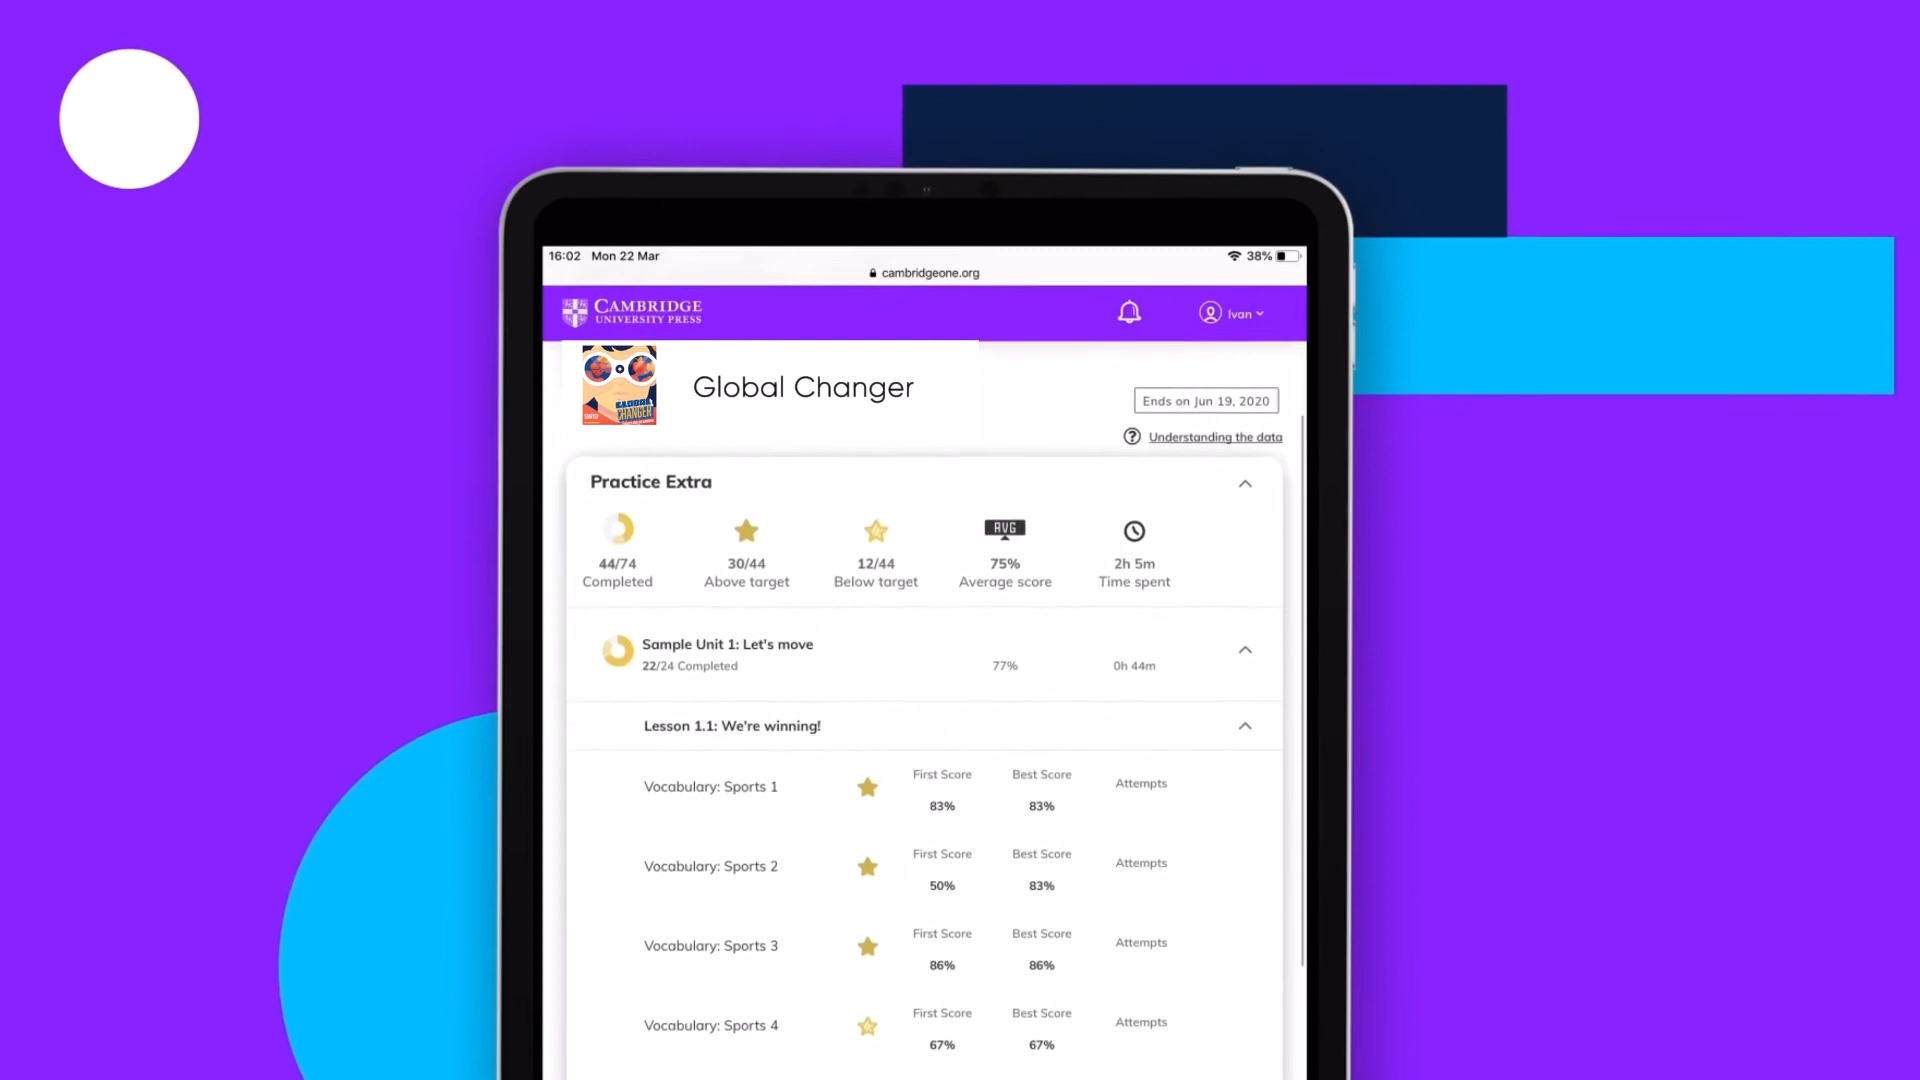 16:02 Mon 22 Mar
38%
cambridgeone.org
CAMBRIDGE
UNIVERSITY PRESS
Ivan
GLOBAL
CHANGER
Global Changer
Ends on Jun 19, 2020
Understanding the data
Practice Extra
AVG
44/74 30/44 12/44 75% 2h 5m
Completed Above target Below target Average score Time spent
Sample Unit 1: Let's move
22/24 Completed 77% 0h 44m
Lesson 1.1: We're winning!
First Score Best Score
Vocabulary: Sports 1 Attempts
83% 83%
First Score Best Score
Vocabulary: Sports 2 Attempts
50% 83%
First Score Best Score
Vocabulary: Sports 3 Attempts
86% 86%
First Score Best Score
Vocabulary: Sports 4 Attempts
67% 67%